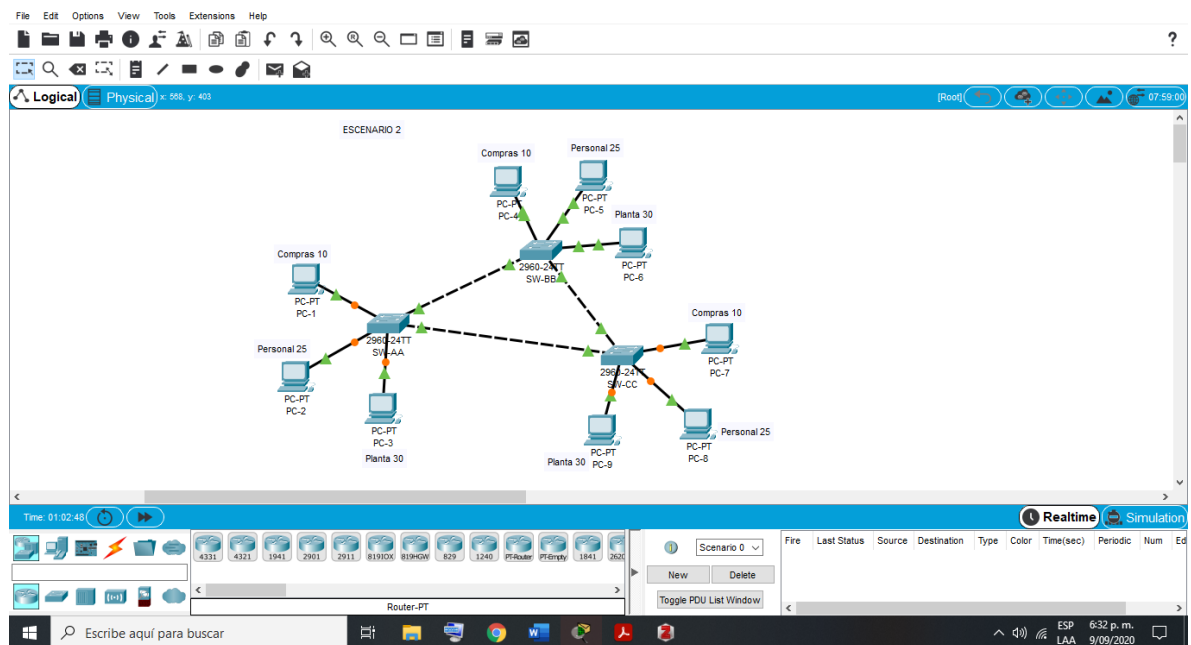 File Edit Options View Tools Extensions Help
?
Logical Physical x: 568, y: 403 [Root] 07:59:00
ESCENARIO 2
Compras 10
Personal 25
PC-PT
PC-4
PC-PT
PC-5
Planta 30
PC-PT
PC-6
2960-24TT
SW-BB
Compras 10
PC-PT
PC-1
2960-24TT
SW-AA
Personal 25
PC-PT
PC-2
PC-PT
PC-3
Planta 30
Compras 10
PC-PT
PC-7
2960-24TT
SW-CC
Personal 25
PC-PT
PC-8
PC-PT
PC-9
Planta 30
Time: 01:02:48 Realtime Simulation
4331 4321 1941 2901 2911 819IOX 819HGW 829 1240 PT-Router PT-Empty 1841 2620
Router-PT
Scenario 0
New Delete
Toggle PDU List Window
Fire Last Status Source Destination Type Color Time(sec) Periodic Num Ed
Escribe aquí para buscar
ESP
LAA
6:32 p. m.
9/09/2020